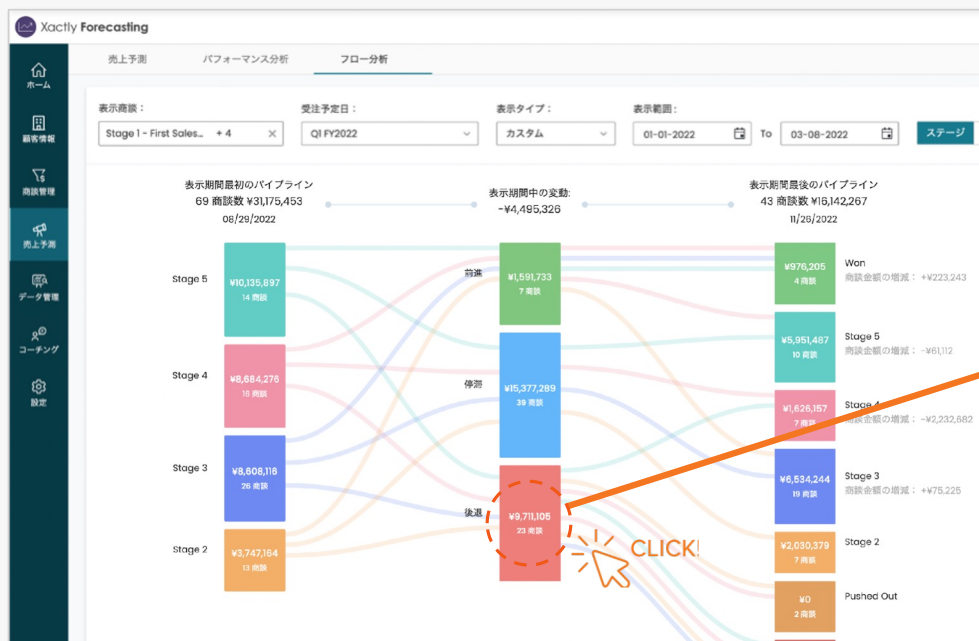 Xactly Forecasting
売上予測 パフォーマンス分析 フロー分析
ホーム
顧客情報
商談管理
売上予測
データ管理
コーチング
設定
表示商談: 受注予定日: 表示タイプ: 表示範囲:
Stage 1 - First Sales... + 4 × Q1 FY2022 カスタム 01-01-2022 To 03-08-2022 ステージ
表示期間最初のパイプライン
69 商談数 ¥31,175,453
08/29/2022
表示期間中の変動:
-¥4,495,326
表示期間最後のパイプライン
43 商談数 ¥16,142,267
11/26/2022
Stage 5
¥10,135,897
14 商談
Stage 4
¥8,684,276
16 商談
Stage 3
¥8,608,116
26 商談
Stage 2
¥3,747,164
13 商談
前進
¥1,591,733
7 商談
停滞
¥15,377,289
39 商談
後退
¥9,711,105
23 商談
CLICK!
¥976,205
4 商談
Won
商談金額の増減: +¥223,243
¥5,951,487
10 商談
Stage 5
商談金額の増減: -¥61,112
¥1,626,157
7 商談
Stage 4
商談金額の増減: -¥2,232,682
¥6,534,244
19 商談
Stage 3
商談金額の増減: +¥75,225
¥2,030,379
7 商談
Stage 2
¥0
2 商談
Pushed Out